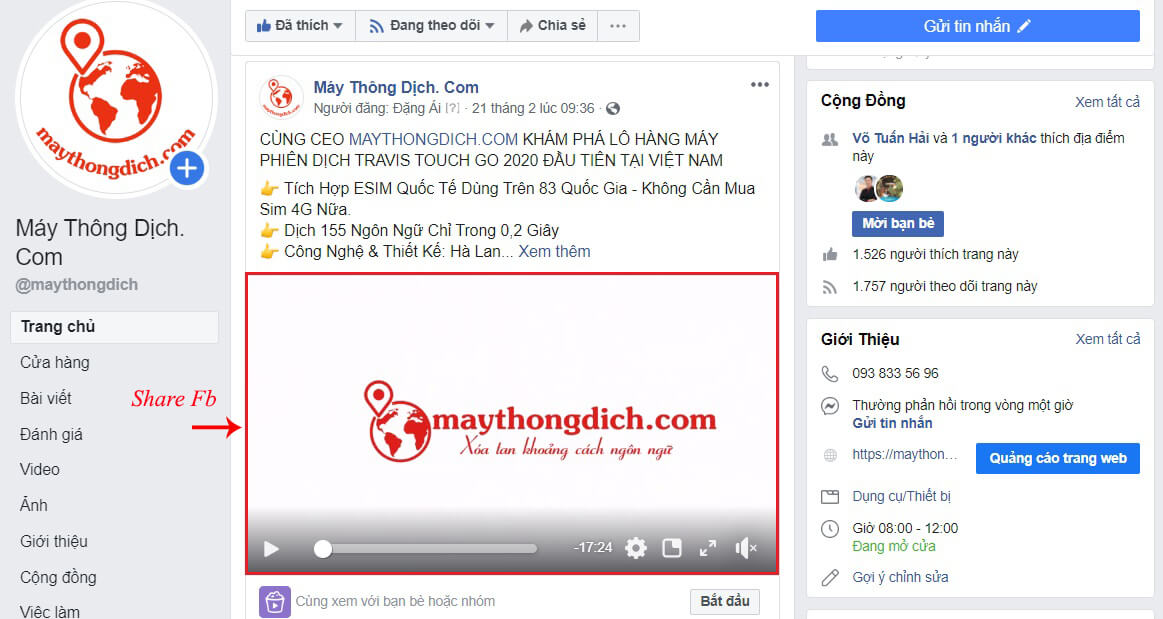 Đã thích
Đang theo dõi
Chia sẻ
Gửi tin nhắn
maythongdich.com
Máy Thông Dịch.
Com
@maythongdich
Trang chủ
Cửa hàng
Bài viết
Đánh giá
Video
Ảnh
Giới thiệu
Cộng đồng
Việc làm
Share Fb
Máy Thông Dịch. Com
Người đăng: Đặng Ái [?] · 21 tháng 2 lúc 09:36 ·
CÙNG CEO MAYTHONGDICH.COM KHÁM PHÁ LÔ HÀNG MÁY
PHIÊN DỊCH TRAVIS TOUCH GO 2020 ĐẦU TIÊN TẠI VIỆT NAM
👉 Tích Hợp ESIM Quốc Tế Dùng Trên 83 Quốc Gia - Không Cần Mua
Sim 4G Nữa.
👉 Dịch 155 Ngôn Ngữ Chỉ Trong 0,2 Giây
👉 Công Nghệ & Thiết Kế: Hà Lan... Xem thêm
maythongdich.com
Xóa tan khoảng cách ngôn ngữ
-17:24
Cùng xem với bạn bè hoặc nhóm
Bắt đầu
Cộng Đồng
Xem tất cả
Võ Tuấn Hải và 1 người khác thích địa điểm
này
Mời bạn bè
1.526 người thích trang này
1.757 người theo dõi trang này
Giới Thiệu
Xem tất cả
093 833 56 96
Thường phản hồi trong vòng một giờ
Gửi tin nhắn
https://maython...
Quảng cáo trang web
Dụng cụ/Thiết bị
Giờ 08:00 - 12:00
Đang mở cửa
Gợi ý chỉnh sửa